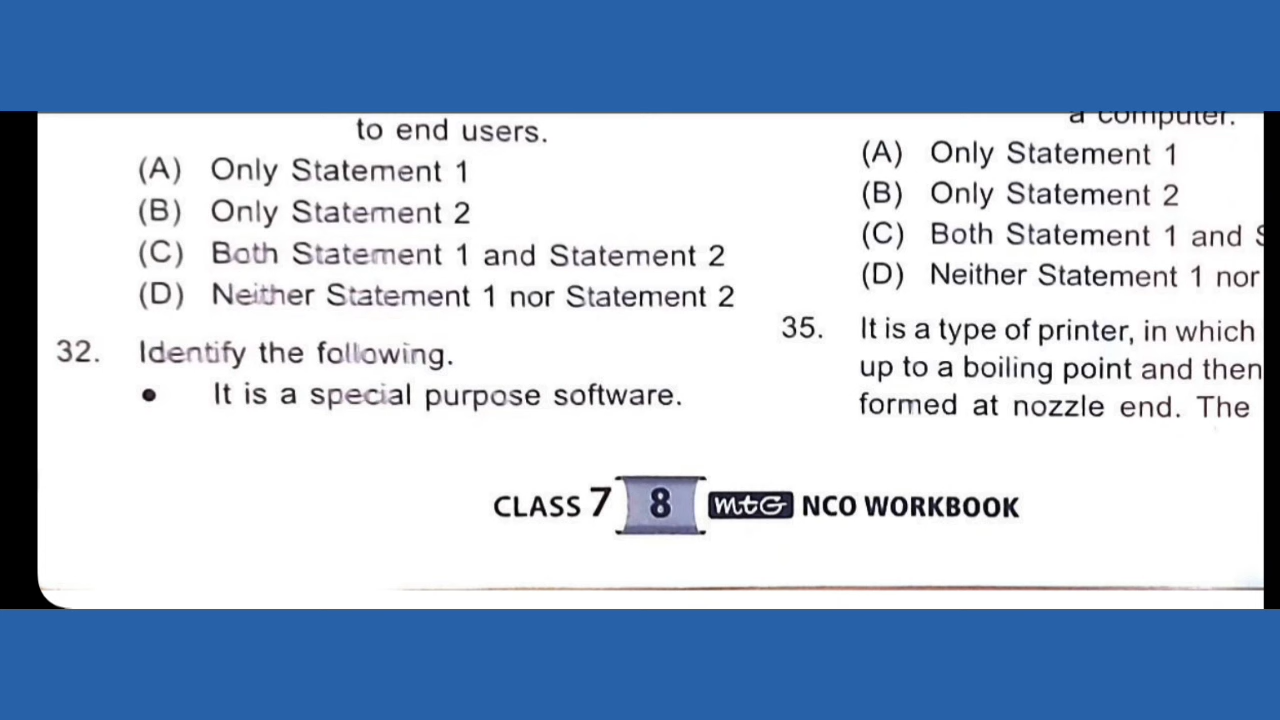 to end users.
(A) Only Statement 1
(B) Only Statement 2
(C) Both Statement 1 and Statement 2
(D) Neither Statement 1 nor Statement 2
32. Identify the following.
• It is a special purpose software.
a computer.
(A) Only Statement 1
(B) Only Statement 2
(C) Both Statement 1 and
(D) Neither Statement 1 nor
35. It is a type of printer, in which
up to a boiling point and then
formed at nozzle end. The
CLASS 7 8 mtG NCO WORKBOOK